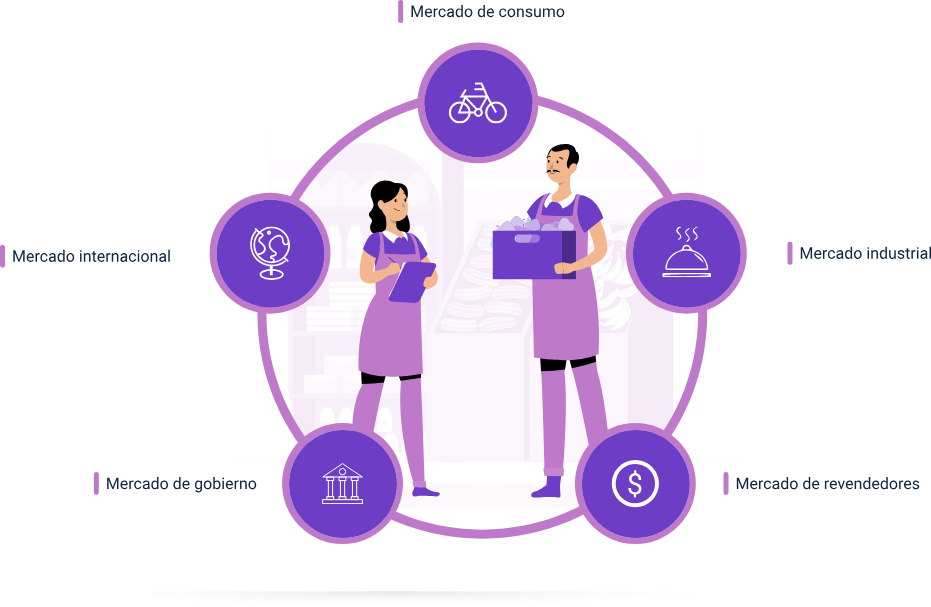 Mercado de consumo
Mercado internacional
Mercado industrial
Mercado de gobierno
Mercado de revendedores
$